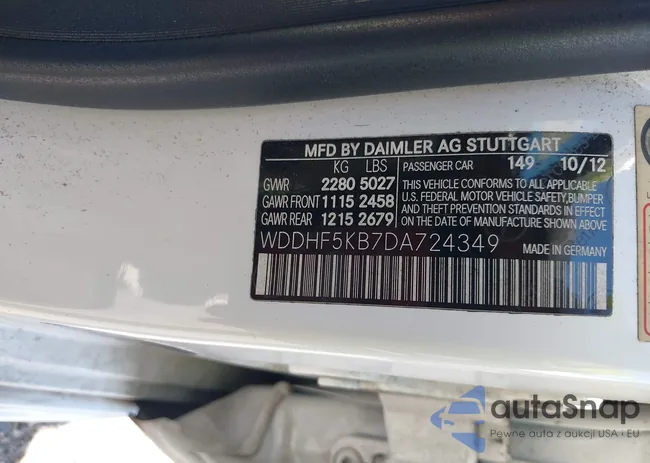 MFD BY DAIMLER AG STUTTGART
KG LBS PASSENGER CAR 149 10/12
GVWR 2280 5027
GAWR FRONT 1115 2458
GAWR REAR 1215 2679
THIS VEHICLE CONFORMS TO ALL APPLICABLE
U.S. FEDERAL MOTOR VEHICLE SAFETY, BUMPER
AND THEFT PREVENTION STANDARDS IN
EFFECT ON THE DATE OF MANUFACTURE
SHOWN ABOVE.
WDDHF5KB7DA724349
MADE IN GERMANY
autoSnap
Pewne auta z aukcji USA i EU